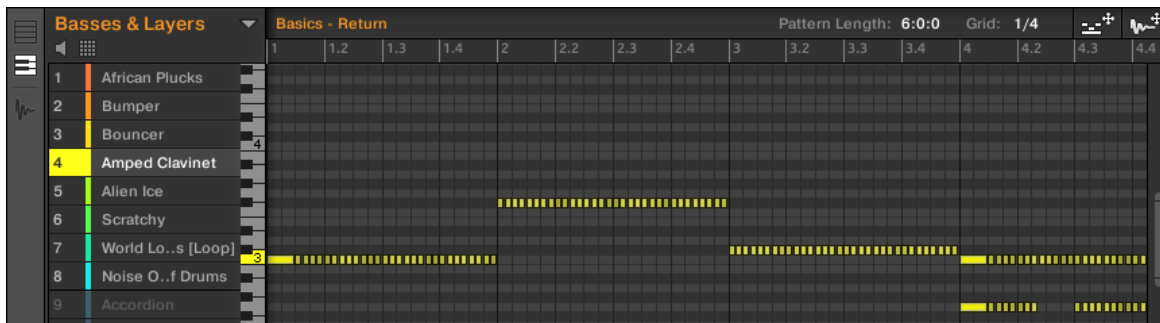 Basses & Layers Basics - Return Pattern Length: 6:0:0 Grid: 1/4
1 1.2 1.3 1.4 2 2.2 2.3 2.4 3 3.2 3.3 3.4 4 4.2 4.3 4.4
1 African Plucks
2 Bumper
3 Bouncer
4
4 Amped Clavinet
5 Alien Ice
6 Scratchy
7 World Lo..s [Loop]
3
8 Noise O..f Drums
9 Accordion